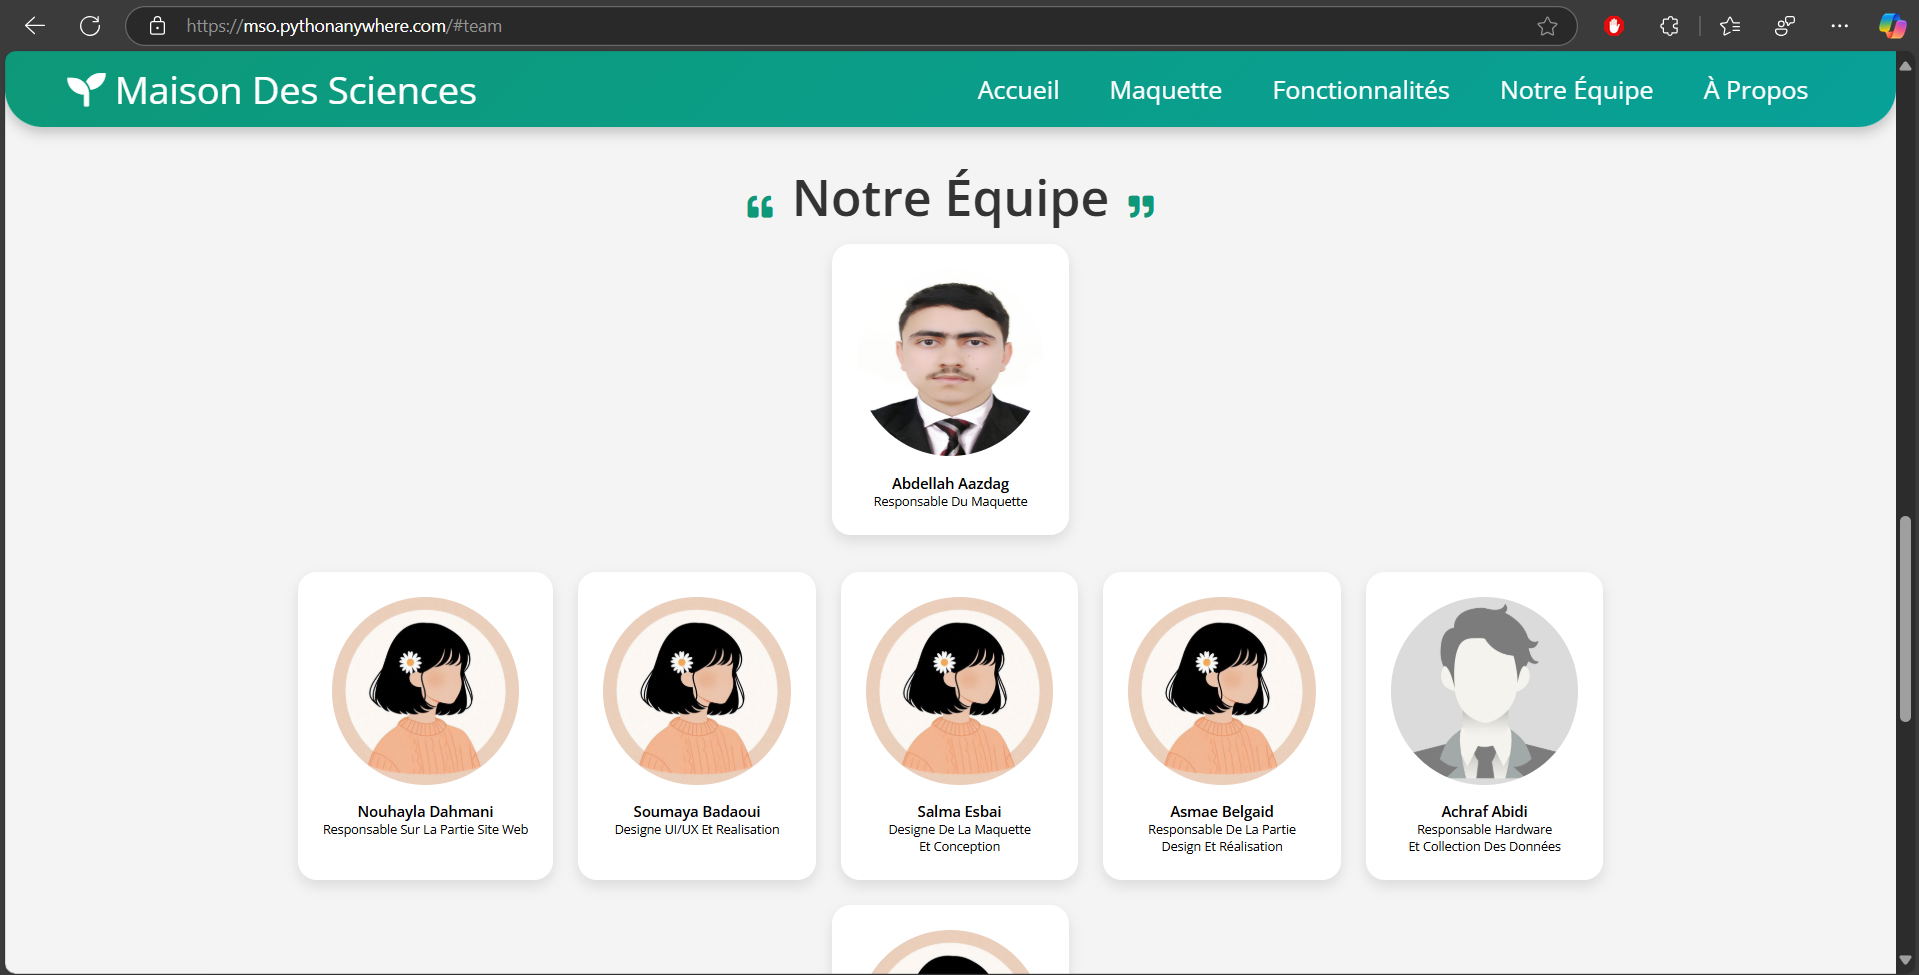 https://mso.pythonanywhere.com/#team
Maison Des Sciences
Accueil
Maquette
Fonctionnalités
Notre Équipe
À Propos
“ Notre Équipe ”
Abdellah Aazdag
Responsable Du Maquette
Nouhayla Dahmani
Responsable Sur La Partie Site Web
Soumaya Badaoui
Designe UI/UX Et Realisation
Salma Esbai
Designe De La Maquette
Et Conception
Asmae Belgaid
Responsable De La Partie
Design Et Réalisation
Achraf Abidi
Responsable Hardware
Et Collection Des Données